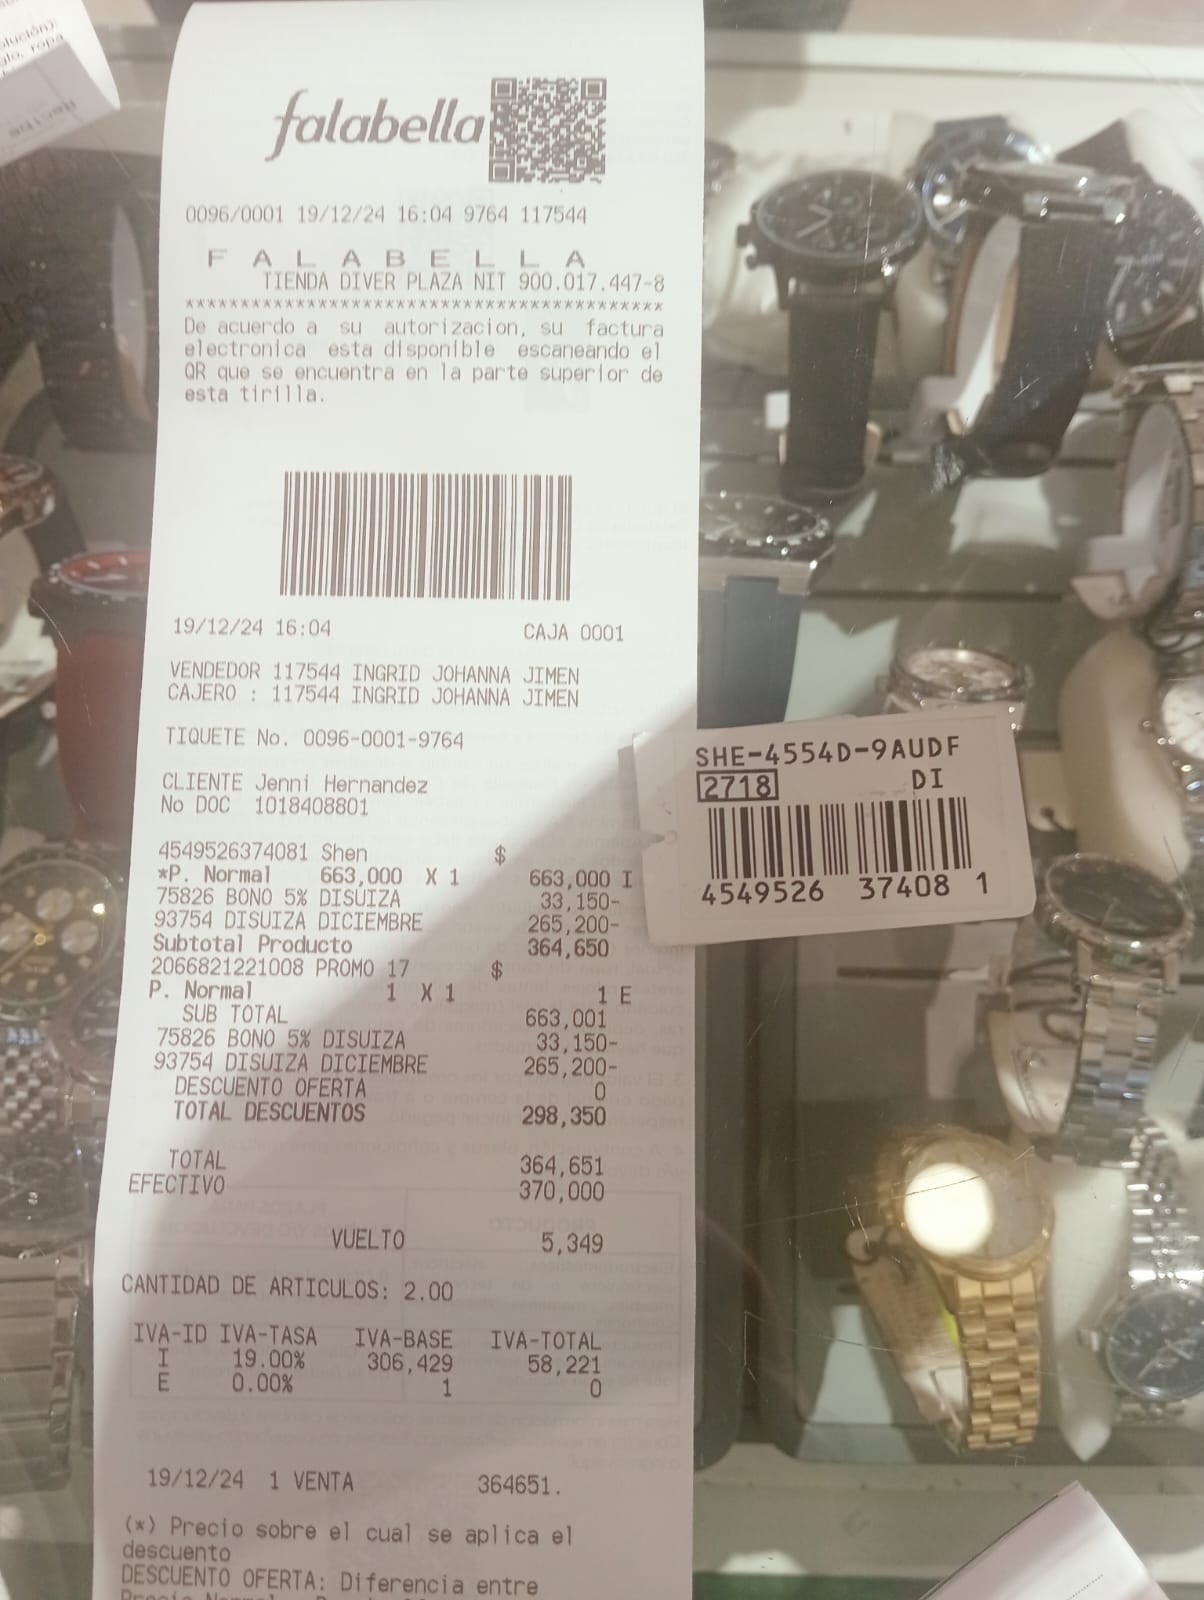 falabella
0096/0001 19/12/24 16:04 9764 117544
F A L A B E L L A
TIENDA DIVER PLAZA NIT 900.017.447-8
********************************************
De acuerdo a su autorizacion, su factura
electronica esta disponible escaneando el
QR que se encuentra en la parte superior de
esta tirilla.
19/12/24 16:04 CAJA 0001
VENDEDOR 117544 INGRID JOHANNA JIMEN
CAJERO : 117544 INGRID JOHANNA JIMEN
TIQUETE No. 0096-0001-9764
CLIENTE Jenni Hernandez
No DOC 1018408801
4549526374081 Shen $
*P. Normal 663,000 X 1 663,000 I
75826 BONO 5% DISUIZA 33,150-
93754 DISUIZA DICIEMBRE 265,200-
Subtotal Producto 364,650
2066821221008 PROMO 17 $
P. Normal 1 X 1 1 E
SUB TOTAL 663,001
75826 BONO 5% DISUIZA 33,150-
93754 DISUIZA DICIEMBRE 265,200-
DESCUENTO OFERTA 0
TOTAL DESCUENTOS 298,350
TOTAL 364,651
EFECTIVO 370,000
VUELTO 5,349
CANTIDAD DE ARTICULOS: 2.00
IVA-ID IVA-TASA IVA-BASE IVA-TOTAL
I 19.00% 306,429 58,221
E 0.00% 1 0
19/12/24 1 VENTA 364651.
(*) Precio sobre el cual se aplica el
descuento
DESCUENTO OFERTA: Diferencia entre
SHE-4554D-9AUDF
2718 DI
4549526 37408 1